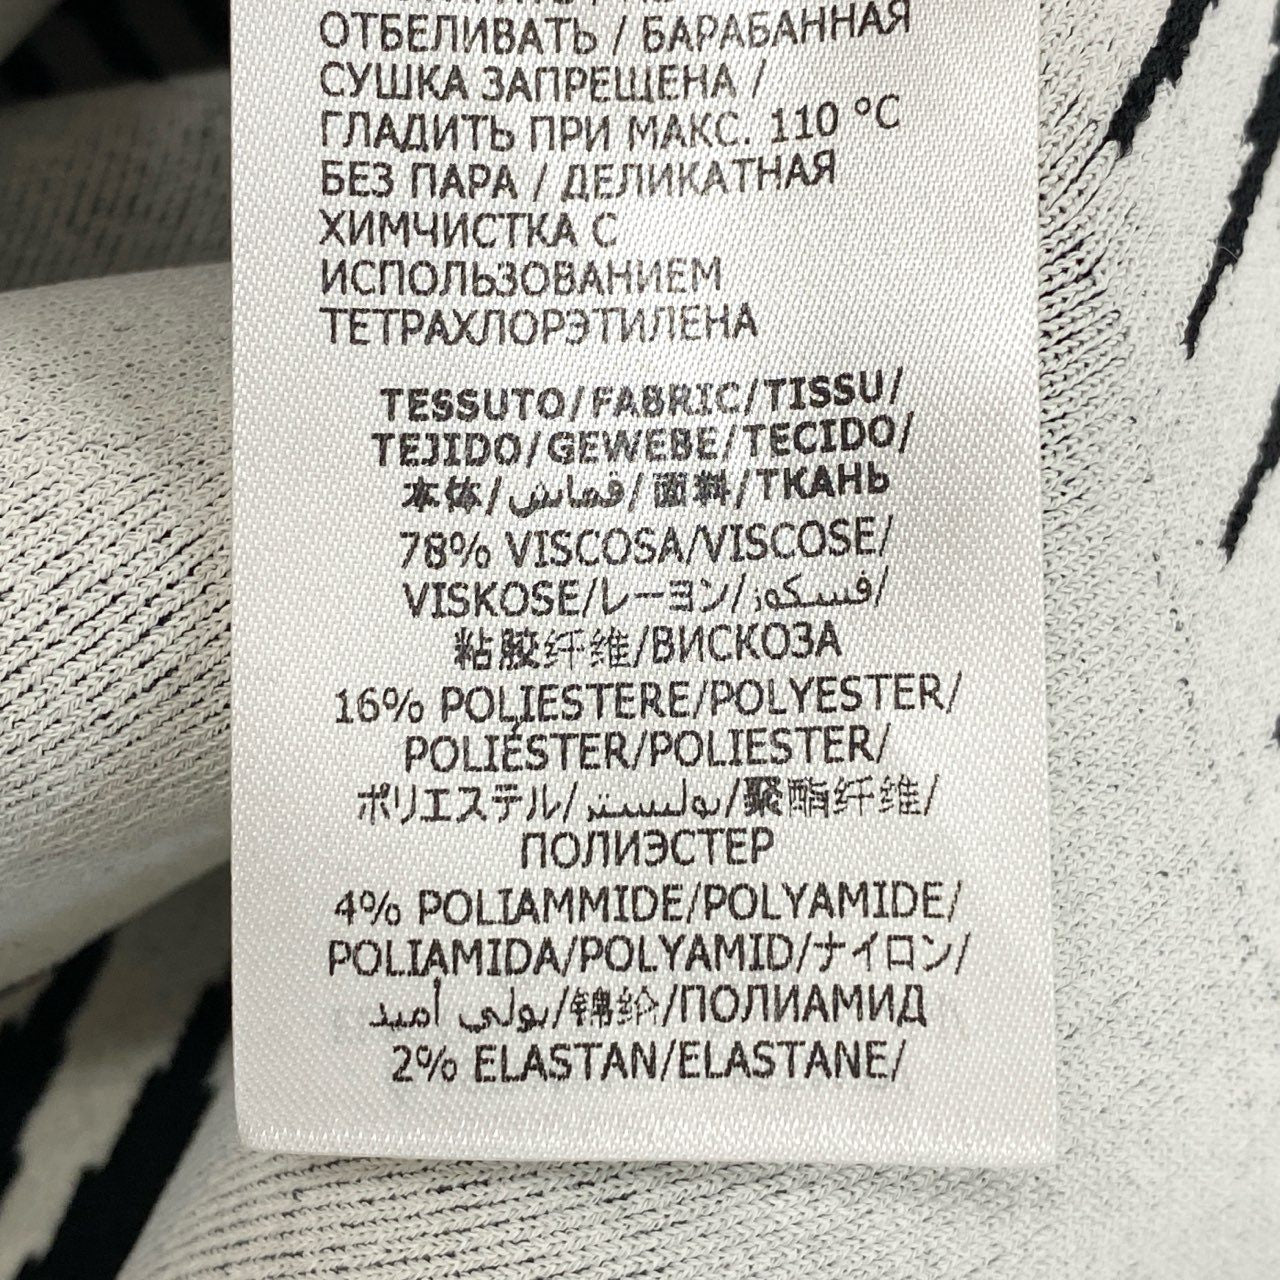 ОТБЕЛИВАТЬ / БАРАБАННАЯ
СУШКА ЗАПРЕЩЕНА /
ГЛАДИТЬ ПРИ МАКС. 110 °C
БЕЗ ПАРА / ДЕЛИКАТНАЯ
ХИМЧИСТКА С
ИСПОЛЬЗОВАНИЕМ
ТЕТРАХЛОРЭТИЛЕНА
TESSUTO/FABRIC/TISSU/
TEJIDO/GEWEBE/TECIDO/
本体/قماش/面料/ТКАНЬ
78% VISCOSA/VISCOSE/
VISKOSE/レーヨン/فسكوز/
粘胶纤维/ВИСКОЗА
16% POLIESTERE/POLYESTER/
POLIÉSTER/POLIESTER/
ポリエステル/بوليستر/聚酯纤维/
ПОЛИЭСТЕР
4% POLIAMMIDE/POLYAMIDE/
POLIAMIDA/POLYAMID/ナイロン/
بولي أميد/锦纶/ПОЛИАМИД
2% ELASTAN/ELASTANE/